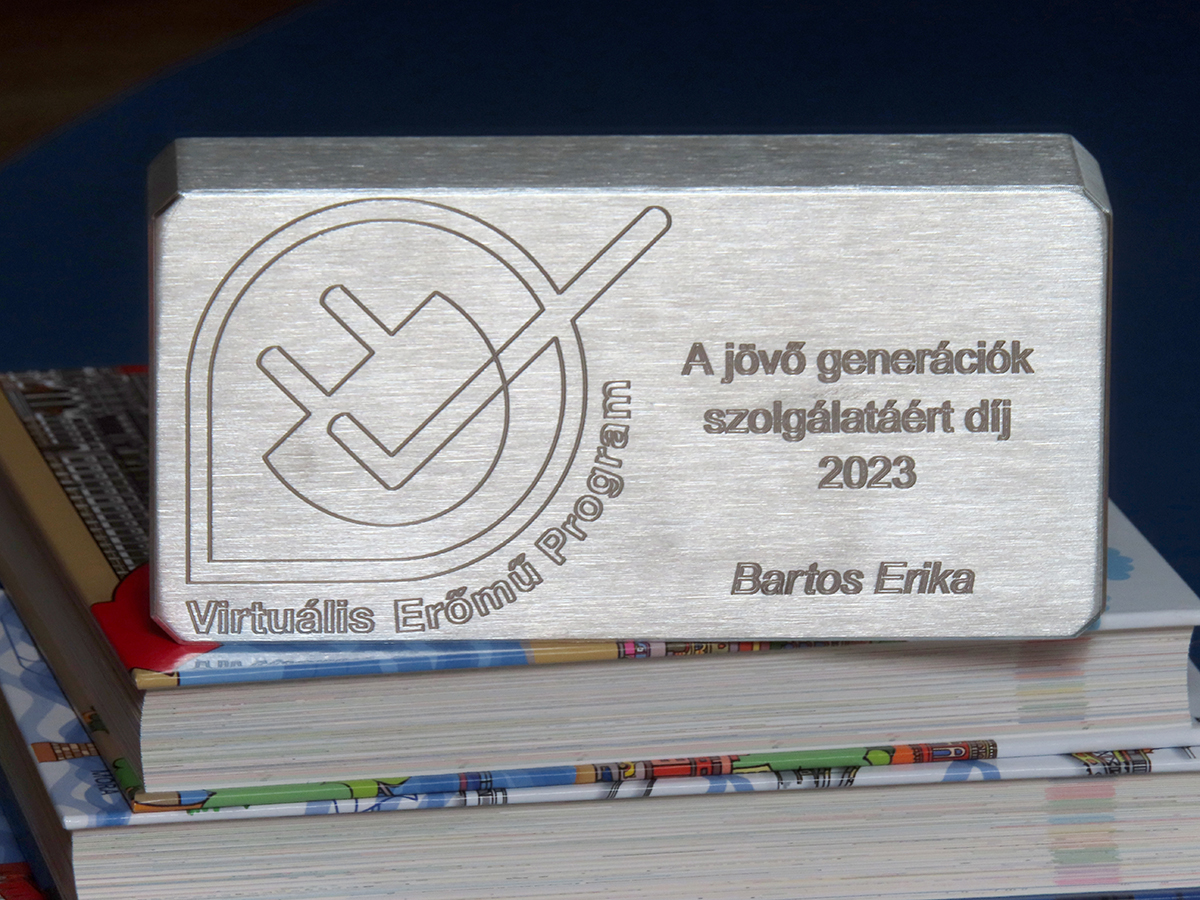 Virtuális Erőmű Program
A jövő generációk
szolgálatáért díj
2023
Bartos Erika